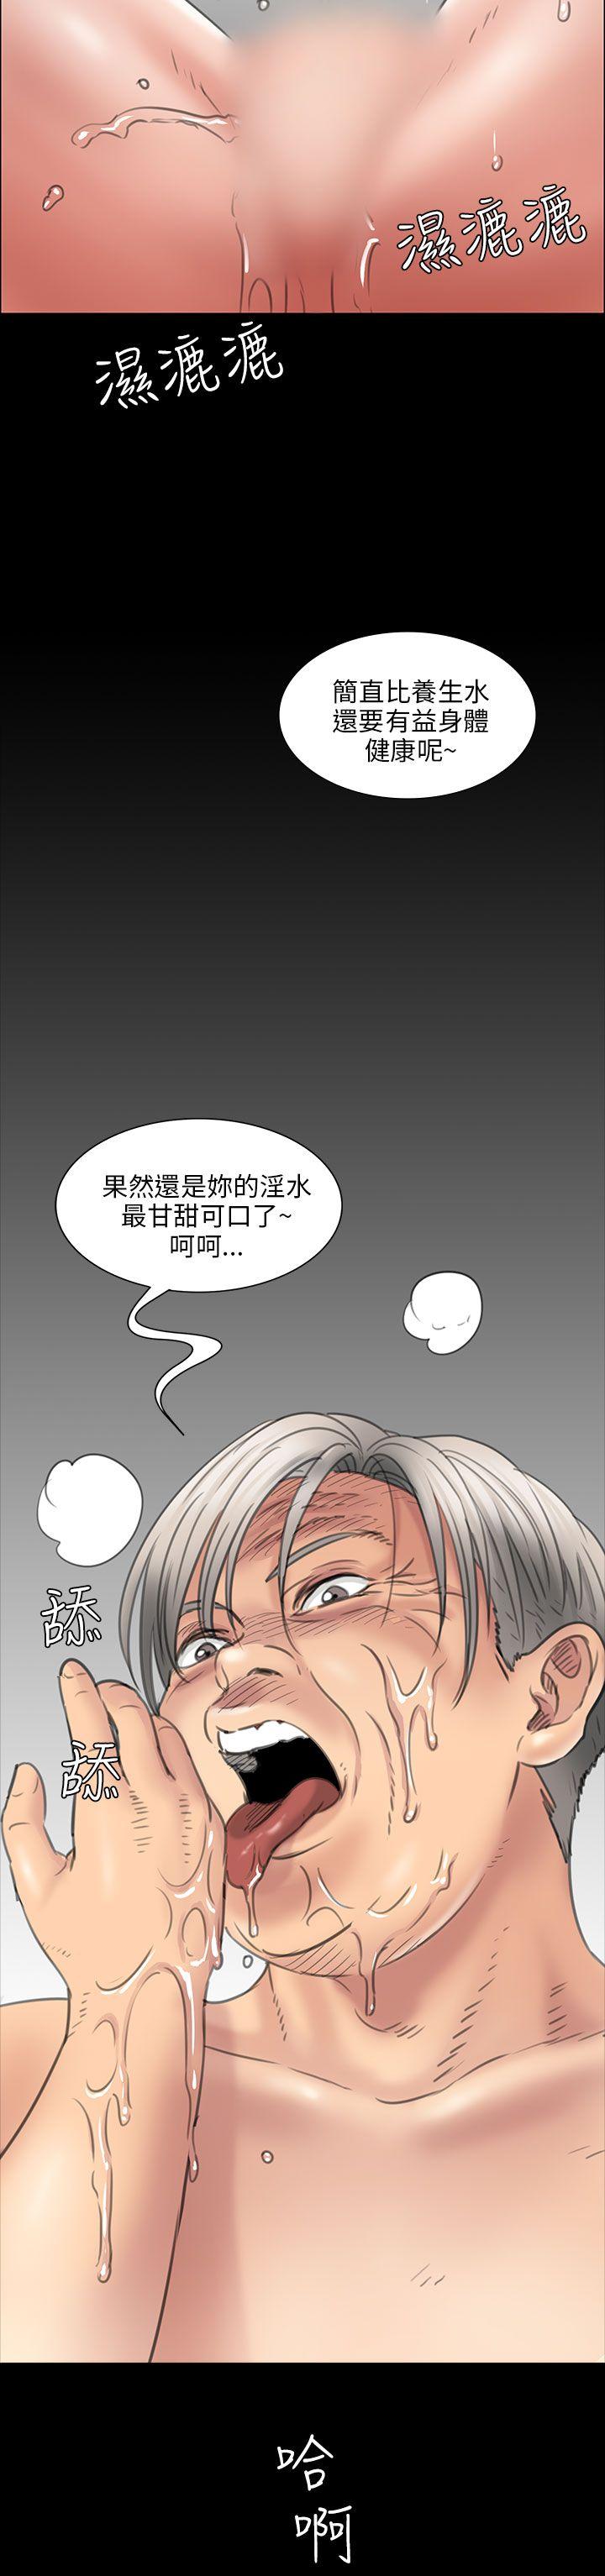 濕漉漉
濕漉漉
簡直比養生水
還要有益身體
健康呢~
果然還是妳的淫水
最甘甜可口了~
呵呵...
舔
舔
哈
啊